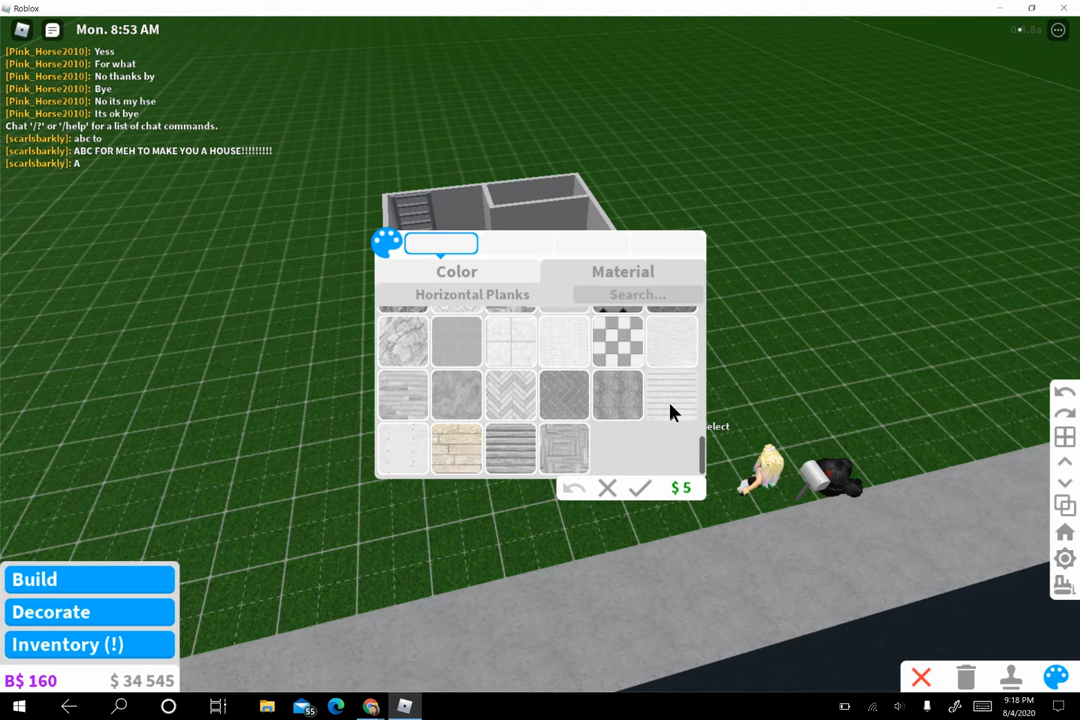 Roblox
Mon. 8:53 AM
[Pink_Horse2010]: Yess
[Pink_Horse2010]: For what
[Pink_Horse2010]: No thanks by
[Pink_Horse2010]: Bye
[Pink_Horse2010]: No its my hse
[Pink_Horse2010]: Its ok bye
Chat '/?' or '/help' for a list of chat commands.
[scarlsbarkly]: abc to
[scarlsbarkly]: ABC FOR MEH TO MAKE YOU A HOUSE!!!!!!!!!
[scarlsbarkly]: A
Color
Material
Horizontal Planks
Search...
elect
$ 5
Build
Decorate
Inventory (!)
B$ 160
$ 34 545
55
9:18 PM
8/4/2020